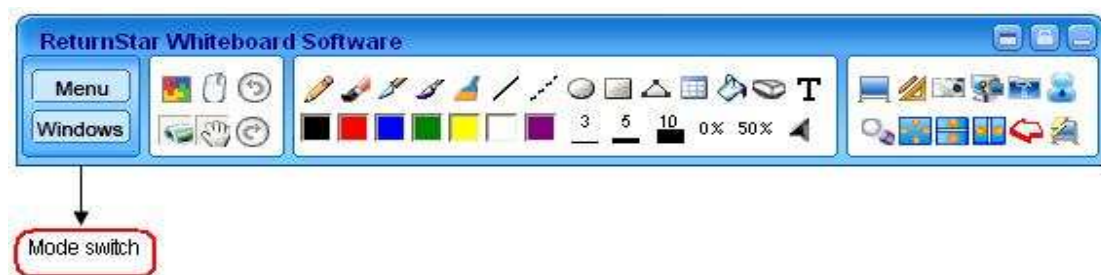 ReturnStar Whiteboard Software
Menu
T
Windows
3 5 10 0% 50%
Mode switch